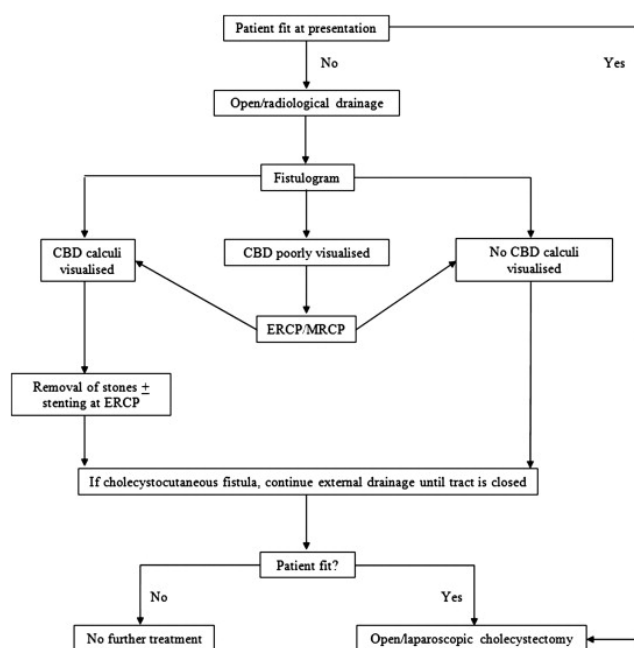 Patient fit at presentation
No
Yes
Open/radiological drainage
Fistulogram
CBD calculi
visualised
CBD poorly visualised
No CBD calculi
visualised
ERCP/MRCP
Removal of stones ±
stenting at ERCP
If cholecystocutaneous fistula, continue external drainage until tract is closed
Patient fit?
No
Yes
No further treatment
Open/laparoscopic cholecystectomy